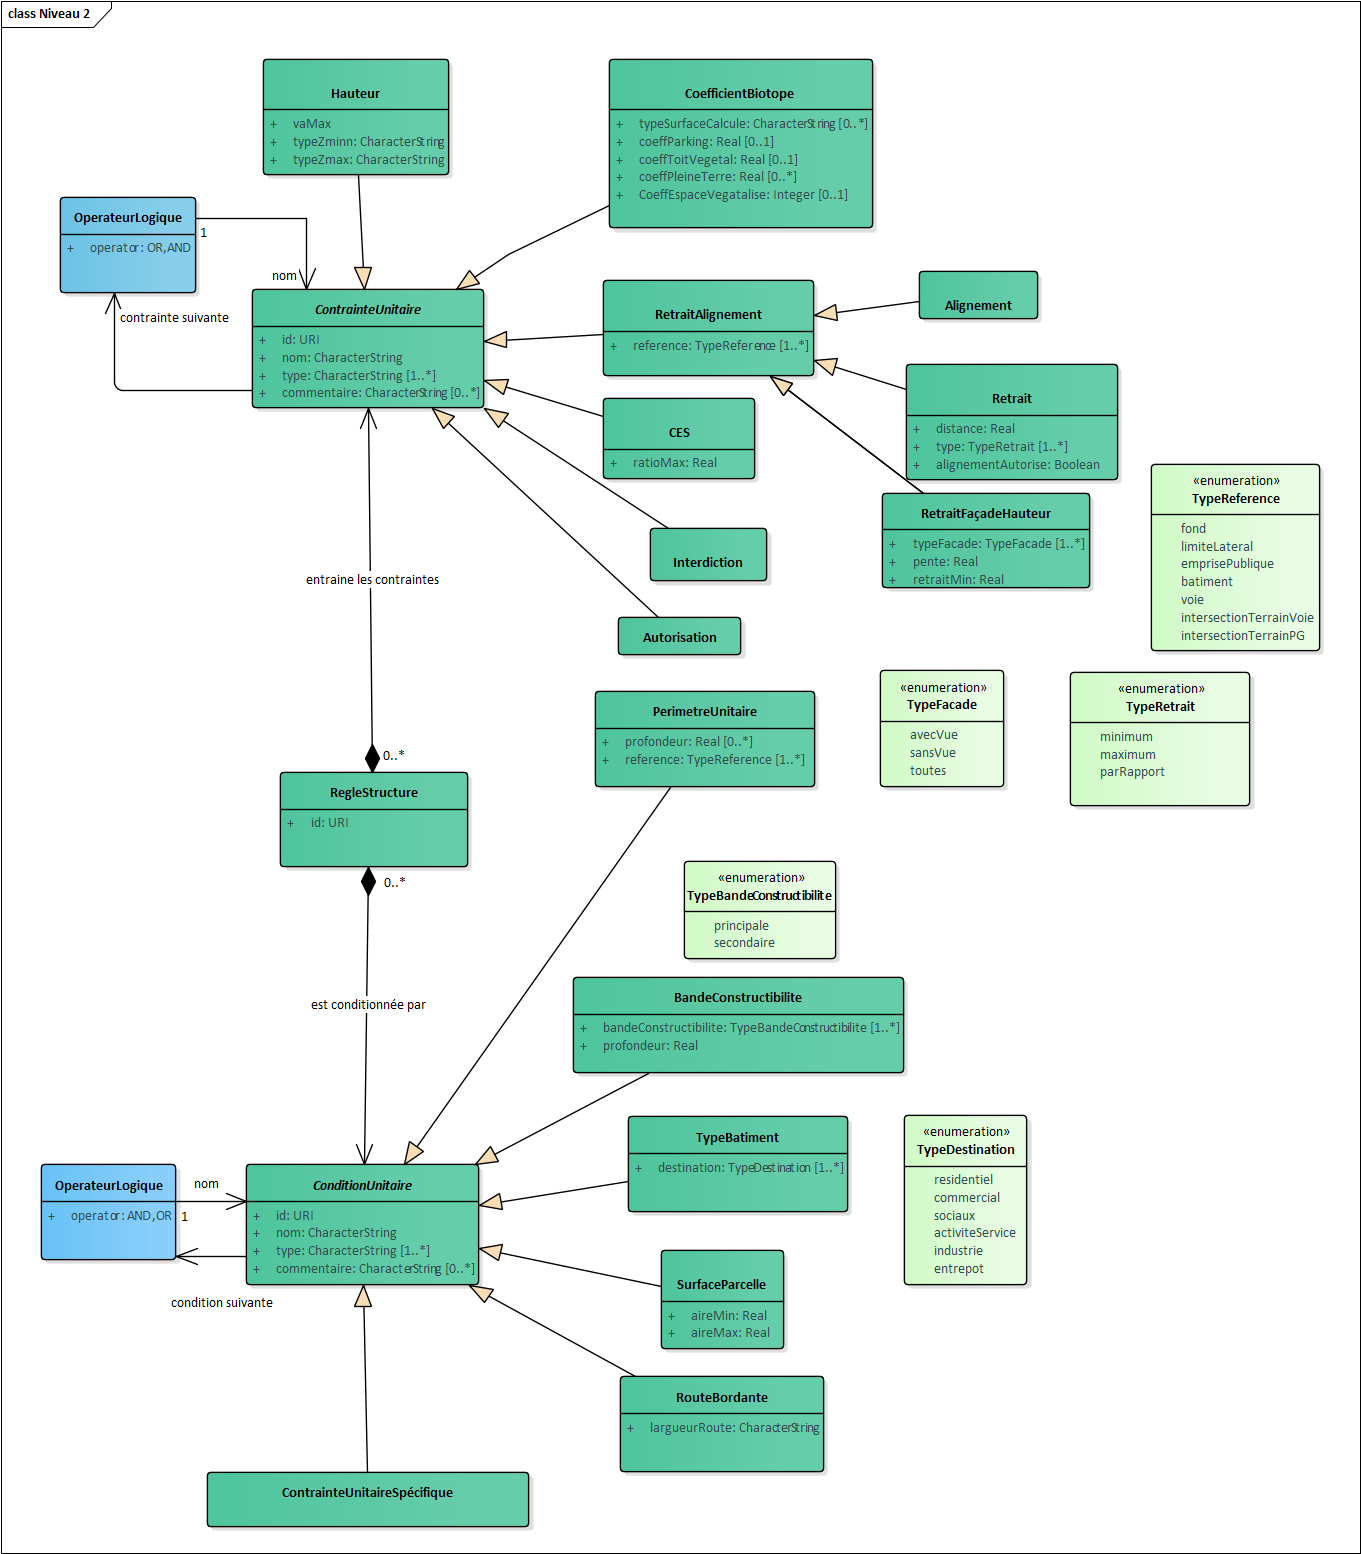 class Niveau 2
Hauteur
+ vaMax
+ typeZminn: CharacterString
+ typeZmax: CharacterString
CoefficientBiotope
+ typeSurfaceCalcule: CharacterString [0..*]
+ coeffParking: Real [0..1]
+ coeffToitVegetal: Real [0..1]
+ coeffPleineTerre: Real [0..*]
+ CoeffEspaceVegatalise: Integer [0..1]
OperateurLogique
+ operator: OR,AND
1
nom
contrainte suivante
ContrainteUnitaire
+ id: URI
+ nom: CharacterString
+ type: CharacterString [1..*]
+ commentaire: CharacterString [0..*]
RetraitAlignement
+ reference: TypeReference [1..*]
Alignement
Retrait
+ distance: Real
+ type: TypeRetrait [1..*]
+ alignementAutorise: Boolean
CES
+ ratioMax: Real
RetraitFaçadeHauteur
+ typeFacade: TypeFacade [1..*]
+ pente: Real
+ retraitMin: Real
«enumeration»
TypeReference
fond
limiteLateral
emprisePublique
batiment
voie
intersectionTerrainVoie
intersectionTerrainPG
Interdiction
entraine les contraintes
Autorisation
«enumeration»
TypeFacade
avecVue
sansVue
toutes
«enumeration»
TypeRetrait
minimum
maximum
parRapport
PerimetreUnitaire
+ profondeur: Real [0..*]
+ reference: TypeReference [1..*]
0..*
RegleStructure
+ id: URI
0..*
«enumeration»
TypeBandeConstructibilite
principale
secondaire
est conditionnée par
BandeConstructibilite
+ bandeConstructibilite: TypeBandeConstructibilite [1..*]
+ profondeur: Real
TypeBatiment
+ destination: TypeDestination [1..*]
«enumeration»
TypeDestination
residentiel
commercial
sociaux
activiteService
industrie
entrepot
OperateurLogique
+ operator: AND,OR
nom
1
condition suivante
ConditionUnitaire
+ id: URI
+ nom: CharacterString
+ type: CharacterString [1..*]
+ commentaire: CharacterString [0..*]
SurfaceParcelle
+ aireMin: Real
+ aireMax: Real
RouteBordante
+ largueurRoute: CharacterString
ContrainteUnitaireSpécifique